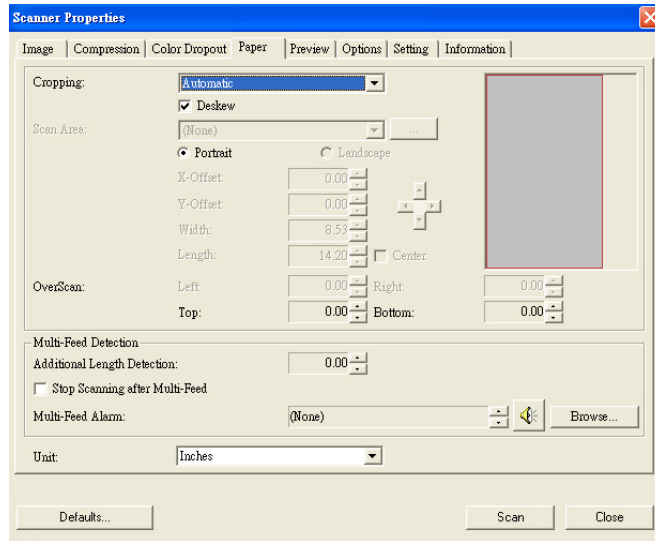 Scanner Properties
Image Compression Color Dropout Paper Preview Options Setting Information
Cropping: Automatic
Deskew
Scan Area: (None) ...
Portrait Landscape
X-Offset: 0.00
Y-Offset: 0.00
Width: 8.53
Length: 14.20 Center
OverScan: Left: 0.00 Right: 0.00
Top: 0.00 Bottom: 0.00
Multi-Feed Detection
Additional Length Detection: 0.00
Stop Scanning after Multi-Feed
Multi-Feed Alarm: (None) Browse...
Unit: Inches
Defaults... Scan Close